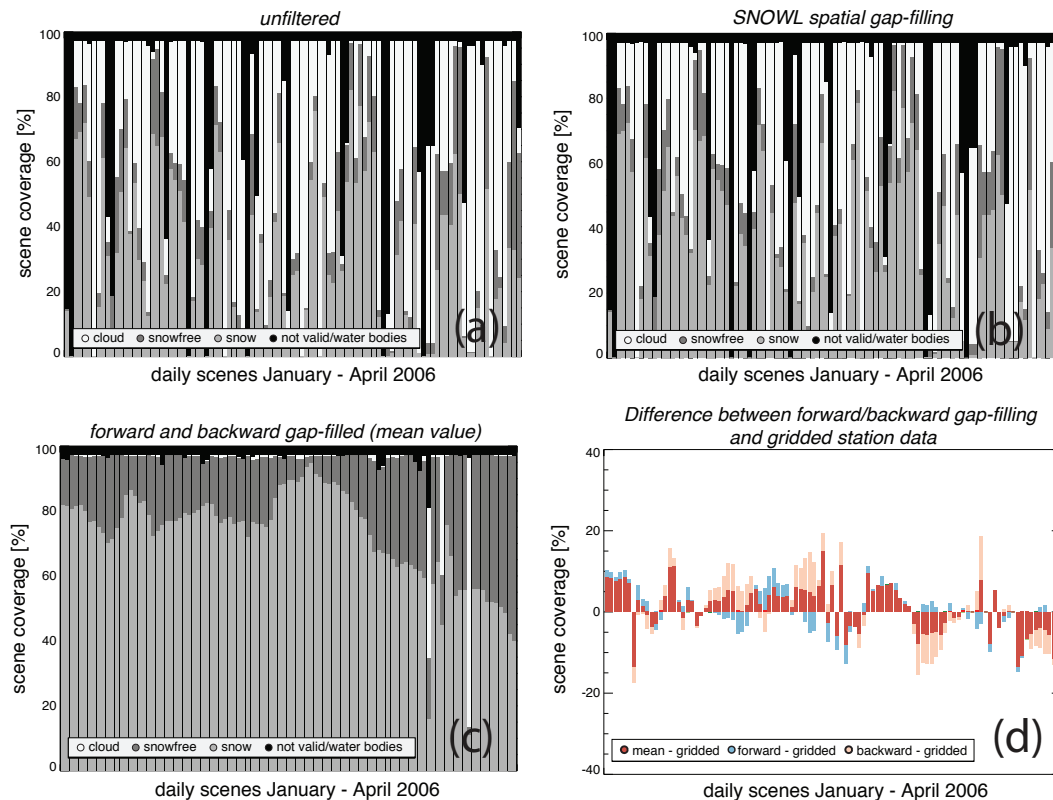 unfiltered
100
80
60
40
20
0
scene coverage [%]
cloud snowfree snow not valid/water bodies
(a)
daily scenes January - April 2006
SNOWL spatial gap-filling
100
80
60
40
20
0
scene coverage [%]
cloud snowfree snow not valid/water bodies
(b)
daily scenes January - April 2006
forward and backward gap-filled (mean value)
100
80
60
40
20
0
scene coverage [%]
cloud snowfree snow not valid/water bodies
(c)
daily scenes January - April 2006
Difference between forward/backward gap-filling
and gridded station data
40
20
0
-20
-40
scene coverage [%]
mean - gridded forward - gridded backward - gridded
(d)
daily scenes January - April 2006